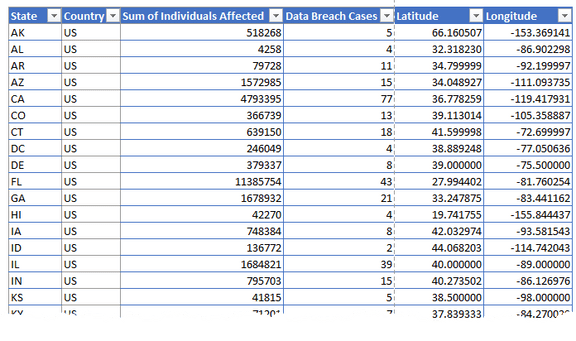 State Country Sum of Individuals Affected Data Breach Cases Latitude Longitude
AK US 518268 5 66.160507 -153.369141
AL US 4258 4 32.318230 -86.902298
AR US 79728 11 34.799999 -92.199997
AZ US 1572985 15 34.048927 -111.093735
CA US 4793395 77 36.778259 -119.417931
CO US 366739 13 39.113014 -105.358887
CT US 639150 18 41.599998 -72.699997
DC US 246049 4 38.889248 -77.050636
DE US 379337 8 39.000000 -75.500000
FL US 11385754 43 27.994402 -81.760254
GA US 1678932 21 33.247875 -83.441162
HI US 42270 4 19.741755 -155.844437
IA US 748384 8 42.032974 -93.581543
ID US 136772 2 44.068203 -114.742043
IL US 1684821 39 40.000000 -89.000000
IN US 795703 15 40.273502 -86.126976
KS US 41815 5 38.500000 -98.000000
KY US 7 37.839333